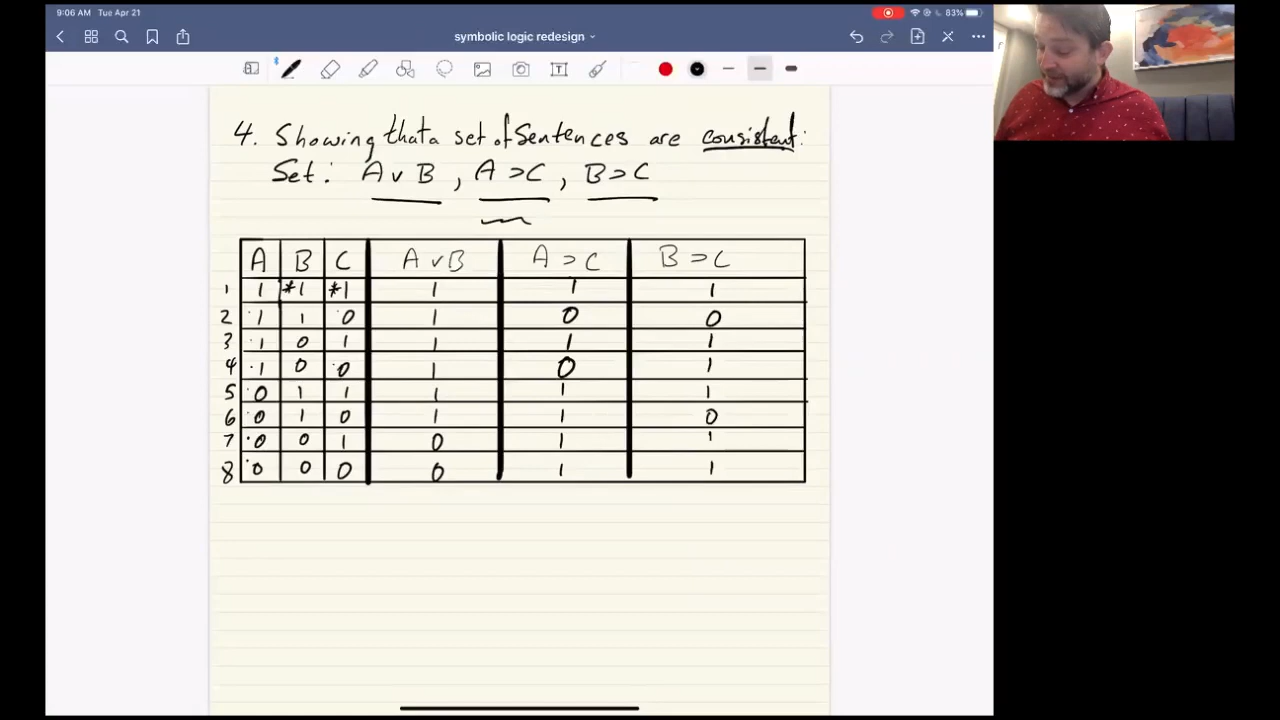 9:06 AM Tue Apr 21
83%
symbolic logic redesign
4. Showing that a set of Sentences are consistent:
Set: A ∨ B, A ⊃ C, B ⊃ C
A B C A ∨ B A ⊃ C B ⊃ C
1 1 *1 *1 1 1 1
2 1 1 0 1 0 0
3 1 0 1 1 1 1
4 1 0 0 1 0 1
5 0 1 1 1 1 1
6 0 1 0 1 1 0
7 0 0 1 0 1 1
8 0 0 0 0 1 1